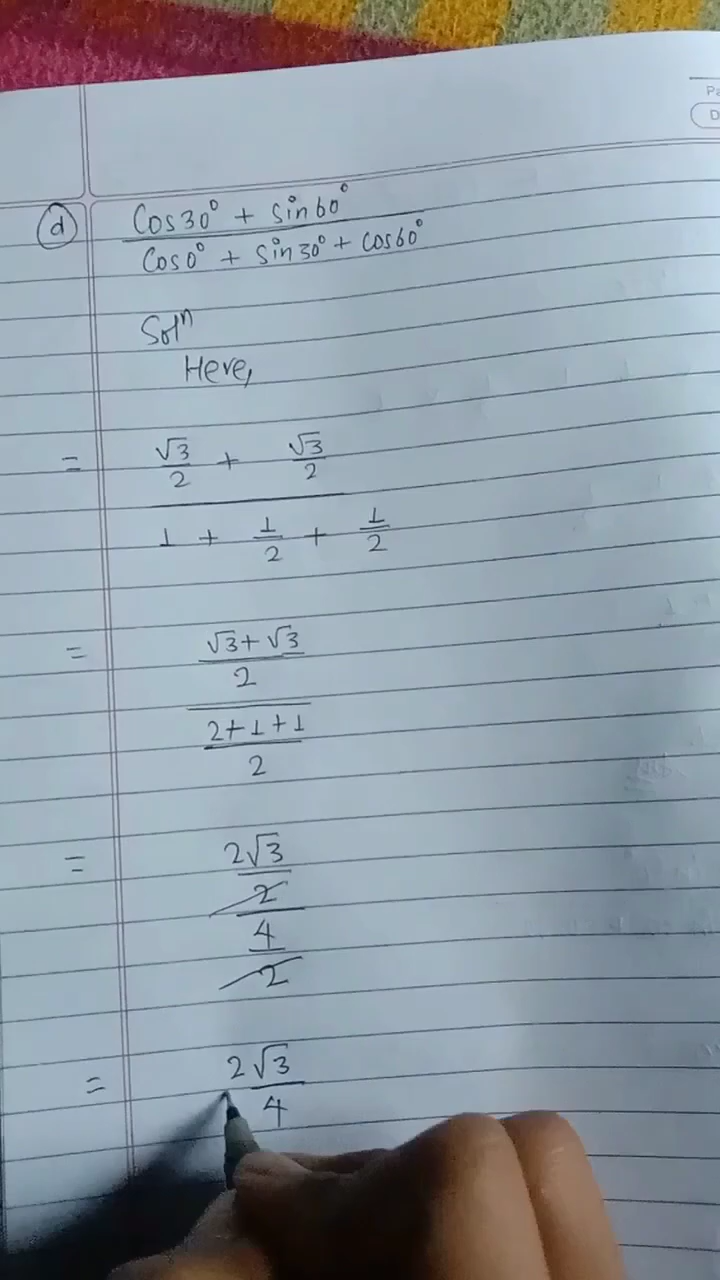 Pa
D
(d) Cos30° + sin60°
Cos0° + sin30° + cos60°
Solⁿ
Here,
= √3/2 + √3/2
1 + 1/2 + 1/2
= √3+√3
2
2+1+1
2
= 2√3
2
4
2
= 2√3
4